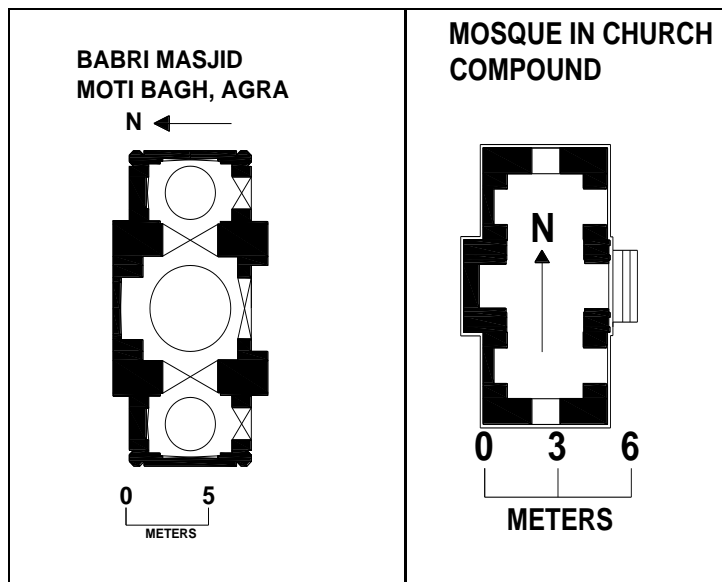 BABRI MASJID
MOTI BAGH, AGRA
N
0 5
METERS
MOSQUE IN CHURCH
COMPOUND
N
0 3 6
METERS